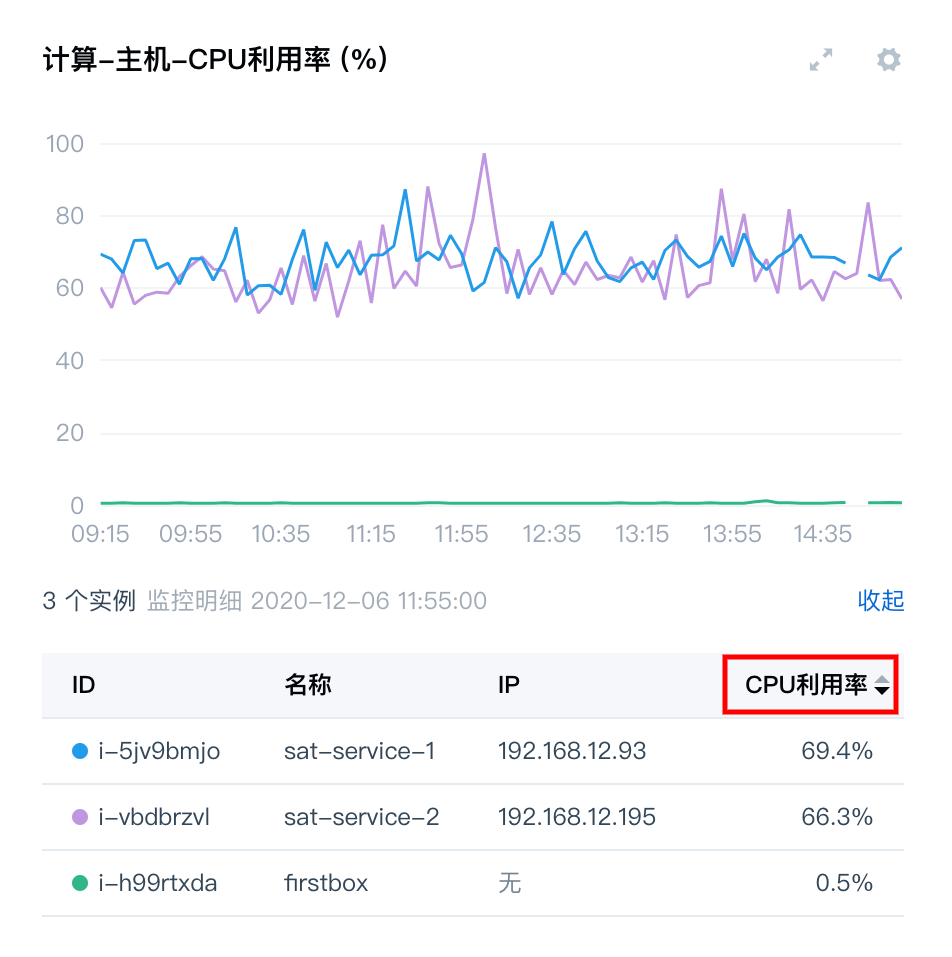 计算-主机-CPU利用率 (%)
100
80
60
40
20
0
09:15 09:55 10:35 11:15 11:55 12:35 13:15 13:55 14:35
3 个实例 监控明细 2020-12-06 11:55:00 收起
ID 名称 IP CPU利用率
i-5jv9bmjo sat-service-1 192.168.12.93 69.4%
i-vbdbrzvl sat-service-2 192.168.12.195 66.3%
i-h99rtxda firstbox 无 0.5%